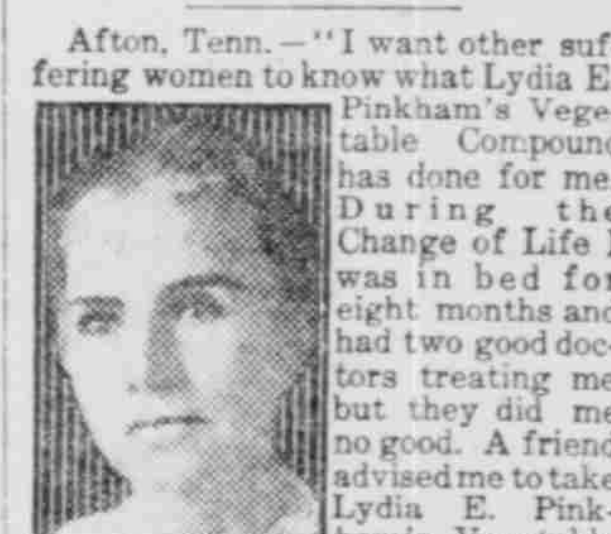 Afton, Tenn.—"I want other suf
fering women to know what Lydia E
Pinkham's Vege
table Compound
has done for me
During the
Change of Life I
was in bed for
eight months and
had two good doc-
tors treating me
but they did me
no good. A friend
advised me to take
Lydia E. Pink-